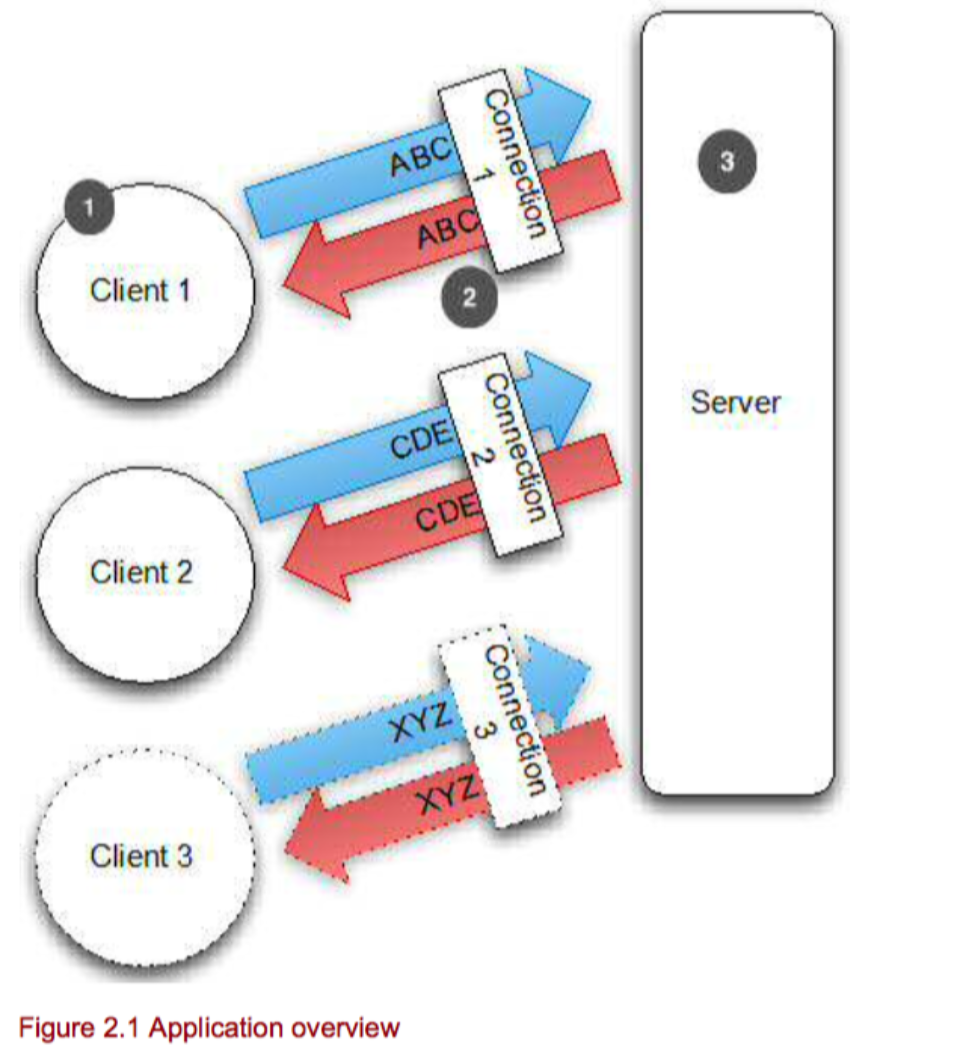 1
Client 1
ABC
ABC
Connection
1
2
3
Server
Client 2
CDE
CDE
Connection
2
Client 3
XYZ
XYZ
Connection
3
Figure 2.1 Application overview